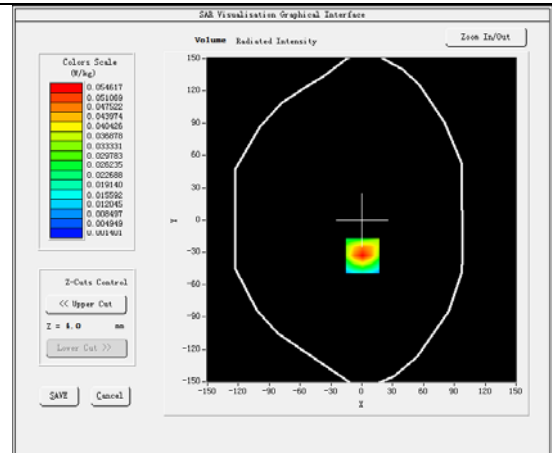 SAR Visualisation Graphical Interface
Volume Radiated Intensity
Zoom In/Out
Colors Scale
(W/kg)
0.054617
0.051069
0.047522
0.043974
0.040426
0.036878
0.033331
0.029783
0.026235
0.022688
0.019140
0.015592
0.012045
0.008497
0.004949
0.001401
Z-Cuts Control
<< Upper Cut
Z = 4.0 mm
Lower Cut >>
SAVE
Cancel
150
120
90
60
30
0
-30
-60
-90
-120
-150
Y
-150 -120 -90 -60 -30 0 30 60 90 120 150
X